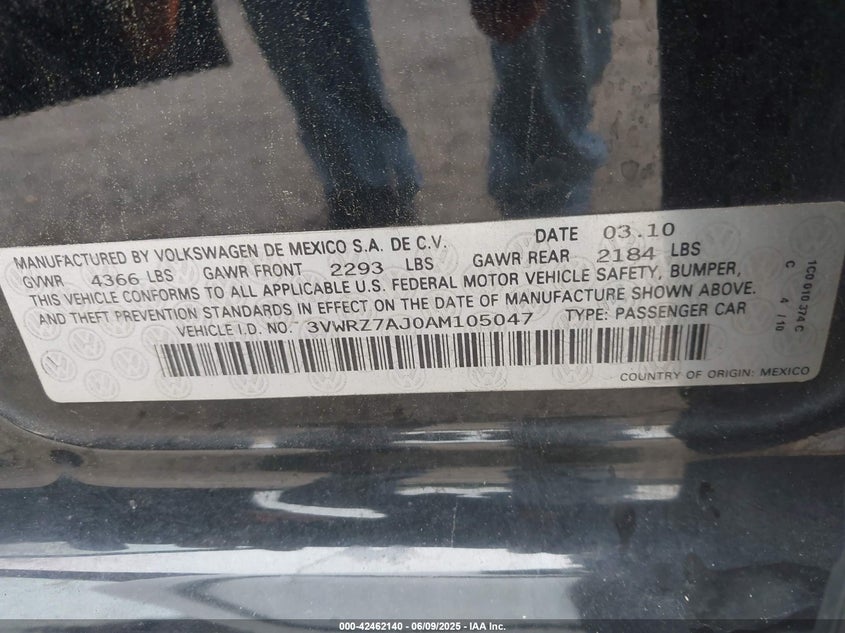 MANUFACTURED BY VOLKSWAGEN DE MEXICO S.A. DE C.V. DATE 03.10
GVWR 4366 LBS GAWR FRONT 2293 LBS GAWR REAR 2184 LBS
THIS VEHICLE CONFORMS TO ALL APPLICABLE U.S. FEDERAL MOTOR VEHICLE SAFETY, BUMPER,
AND THEFT PREVENTION STANDARDS IN EFFECT ON THE DATE OF MANUFACTURE SHOWN ABOVE.
VEHICLE I.D. NO. 3VWRZ7AJ0AM105047 TYPE: PASSENGER CAR
COUNTRY OF ORIGIN: MEXICO
1C0 010 374 C
C 4/10
000-42462140 - 06/09/2025 - IAA Inc.